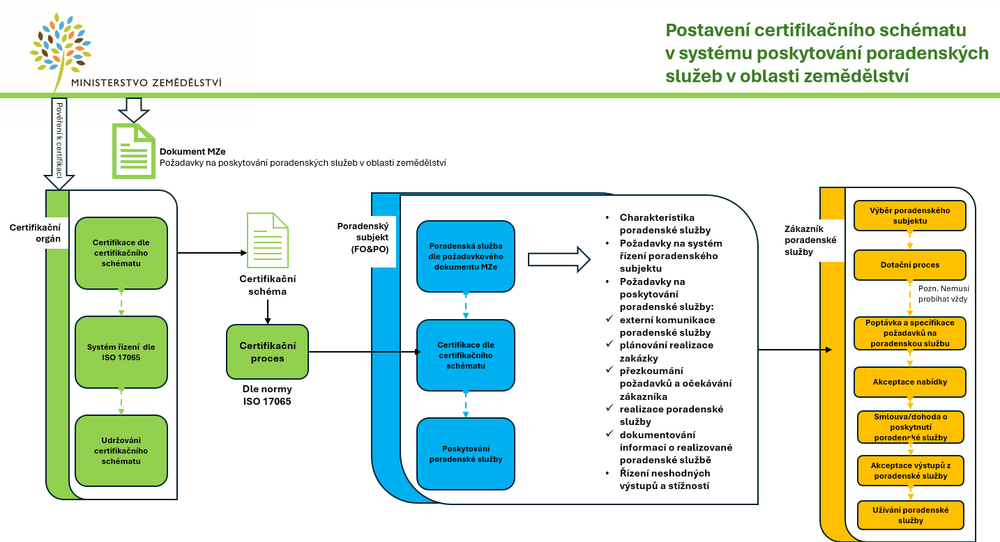 MINISTERSTVO ZEMĚDĚLSTVÍ
Postavení certifikačního schématu
v systému poskytování poradenských
služeb v oblasti zemědělství
Pověření k certifikaci
Dokument MZe
Požadavky na poskytování poradenských služeb v oblasti zemědělství
Certifikační
orgán
Certifikace dle
certifikačního
schématu
Systém řízení  dle
ISO 17065
Udržováni
certifikačního
schématu
Certifikační
schéma
Certifikační
proces
Dle normy
ISO 17065
Poradenský
subjekt
(FO&PO)
Poradenská služba
dle požadavkového
dokumentu MZe
Certifikace dle
certifikačního
schématu
Poskytování
poradenské služby
• Charakteristika
poradenské služby
• Požadavky na systém
řízení poradenského
subjektu
• Požadavky na
poskytování
poradenské služby:
✓ externí komunikace
poradenské služby
✓ plánování realizace
zakázky
✓ přezkoumání
požadavků a očekávání
zákazníka
✓ realizace poradenské
služby
✓ dokumentování
informací o realizované
poradenské službě
• Řízení neshodných
výstupů a stížností
Zákazník
poradenské
služby
Výběr poradenského
subjektu
Dotační proces
Pozn. Nemusí
probíhat vždy
Poptávka a specifikace
požadavků na
poradenskou službu
Akceptace nabídky
Smlouva/dohoda o
poskytnutí
poradenské služby
Akceptace výstupů z
poradenské služby
Užívání poradenské
služby